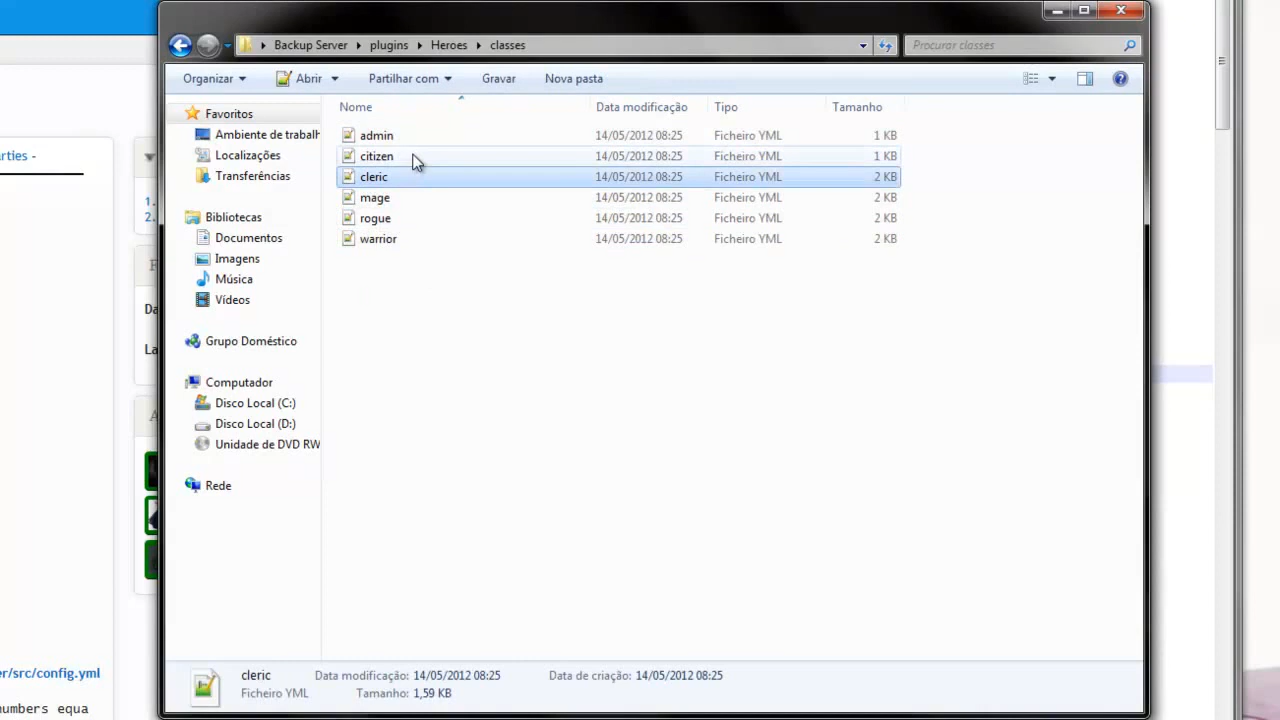 Backup Server plugins Heroes classes
Procurar classes
Organizar Abrir Partilhar com Gravar Nova pasta
Favoritos
Ambiente de trabalh
Localizações
Transferências
Bibliotecas
Documentos
Imagens
Música
Vídeos
Grupo Doméstico
Computador
Disco Local (C:)
Disco Local (D:)
Unidade de DVD RW
Rede
Nome Data modificação Tipo Tamanho
admin 14/05/2012 08:25 Ficheiro YML 1 KB
citizen 14/05/2012 08:25 Ficheiro YML 1 KB
cleric 14/05/2012 08:25 Ficheiro YML 2 KB
mage 14/05/2012 08:25 Ficheiro YML 2 KB
rogue 14/05/2012 08:25 Ficheiro YML 2 KB
warrior 14/05/2012 08:25 Ficheiro YML 2 KB
cleric Data modificação: 14/05/2012 08:25 Data de criação: 14/05/2012 08:25
Ficheiro YML Tamanho: 1,59 KB
arties -
1.
2.
F
Da
La
A
er/src/config.yml
numbers equa